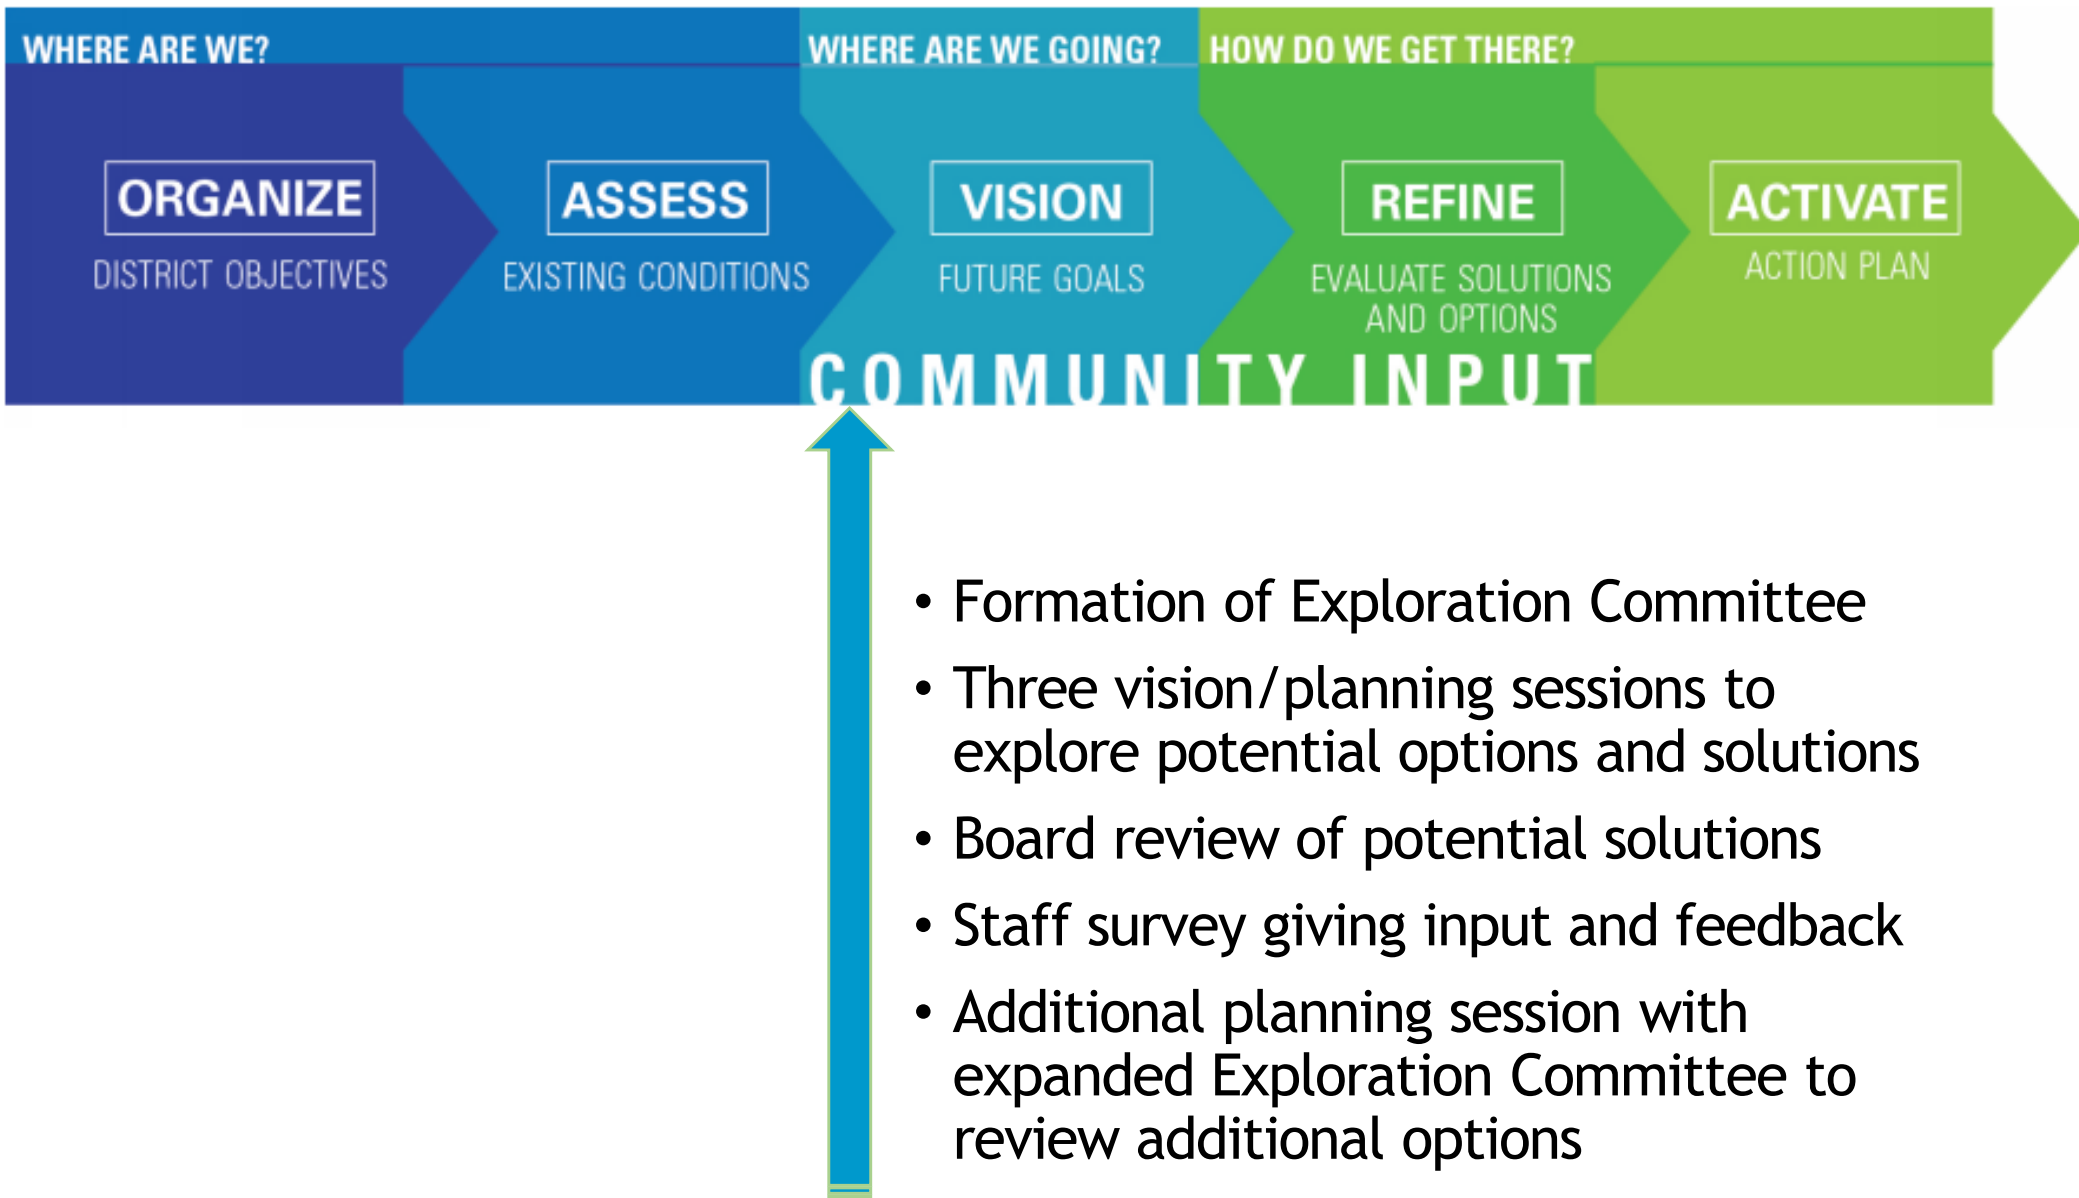 WHERE ARE WE?
WHERE ARE WE GOING?
HOW DO WE GET THERE?
ORGANIZE
DISTRICT OBJECTIVES
ASSESS
EXISTING CONDITIONS
VISION
FUTURE GOALS
REFINE
EVALUATE SOLUTIONS
AND OPTIONS
ACTIVATE
ACTION PLAN
COMMUNITY INPUT
• Formation of Exploration Committee
• Three vision/planning sessions to
explore potential options and solutions
• Board review of potential solutions
• Staff survey giving input and feedback
• Additional planning session with
expanded Exploration Committee to
review additional options